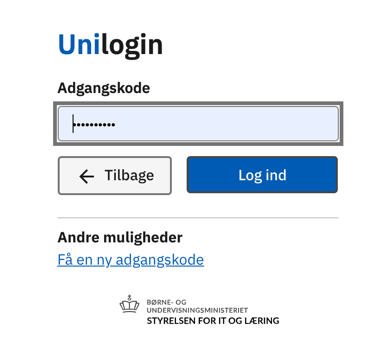 Unilogin
Adgangskode
••••••••••
Tilbage
Log ind
Andre muligheder
Få en ny adgangskode
BØRNE- OG
UNDERVISNINGSMINISTERIET
STYRELSEN FOR IT OG LÆRING